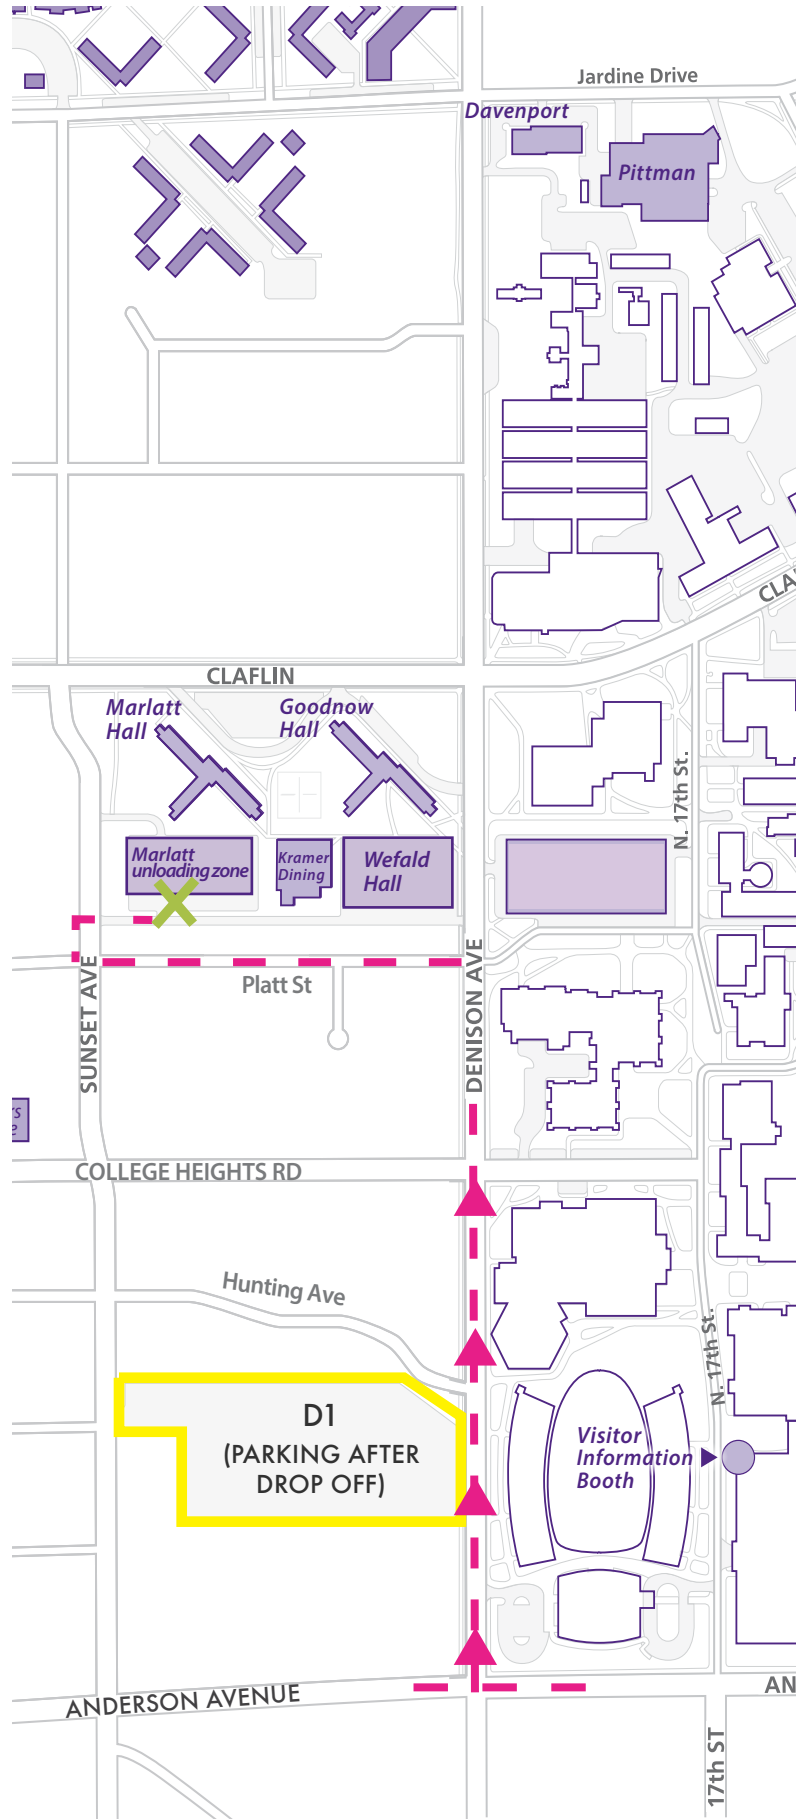 Jardine Drive
Davenport
Pittman
CLAFLIN
Marlatt
Hall
Goodnow
Hall
N. 17th St.
Marlatt
unloading zone
Kramer
Dining
Wefald
Hall
Platt St
SUNSET AVE
DENISON AVE
COLLEGE HEIGHTS RD
Hunting Ave
N. 17th St.
D1
(PARKING AFTER
DROP OFF)
Visitor
Information
Booth
ANDERSON AVENUE
AN
17th ST